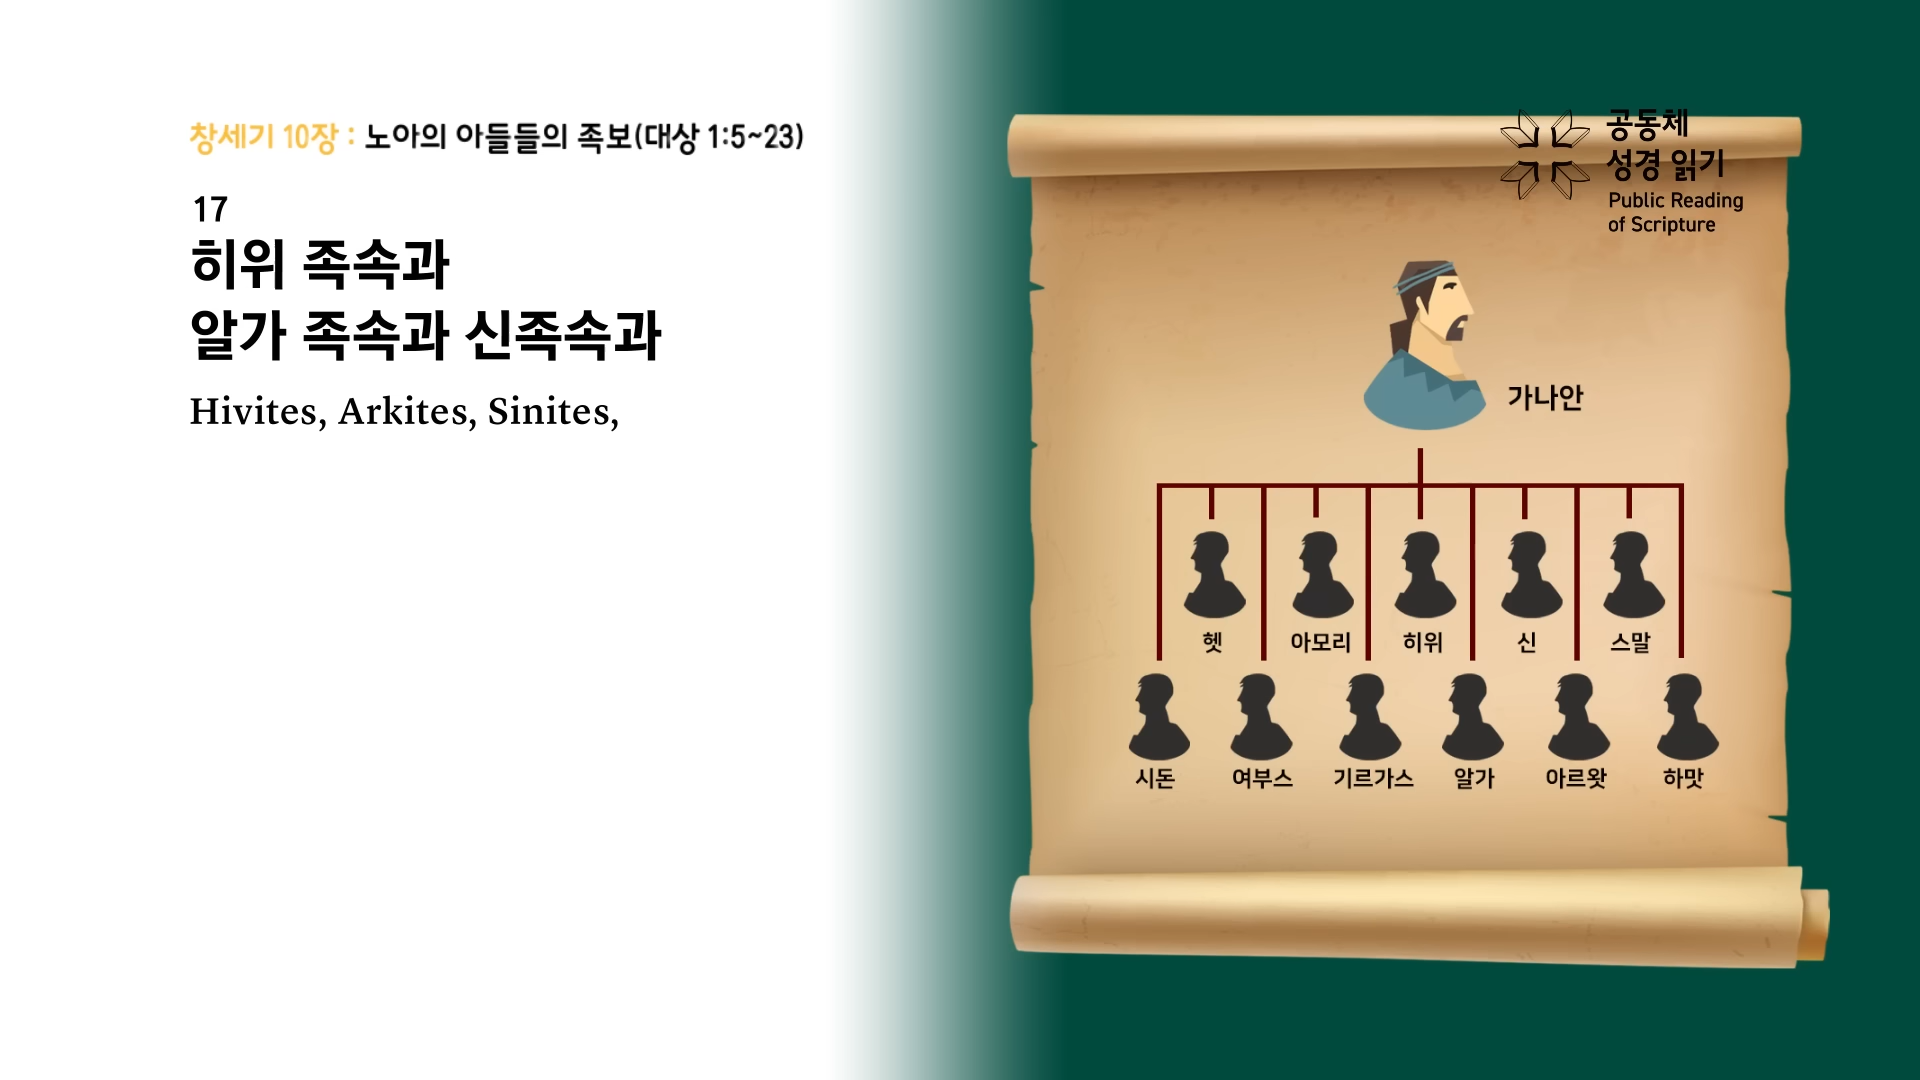 창세기 10장 : 노아의 아들들의 족보(대상 1:5~23)
17
히위 족속과
알가 족속과 신족속과
Hivites, Arkites, Sinites,
공동체
성경 읽기
Public Reading
of Scripture
가나안
헷 아모리 히위 신 스말
시돈 여부스 기르가스 알가 아르왓 하맛